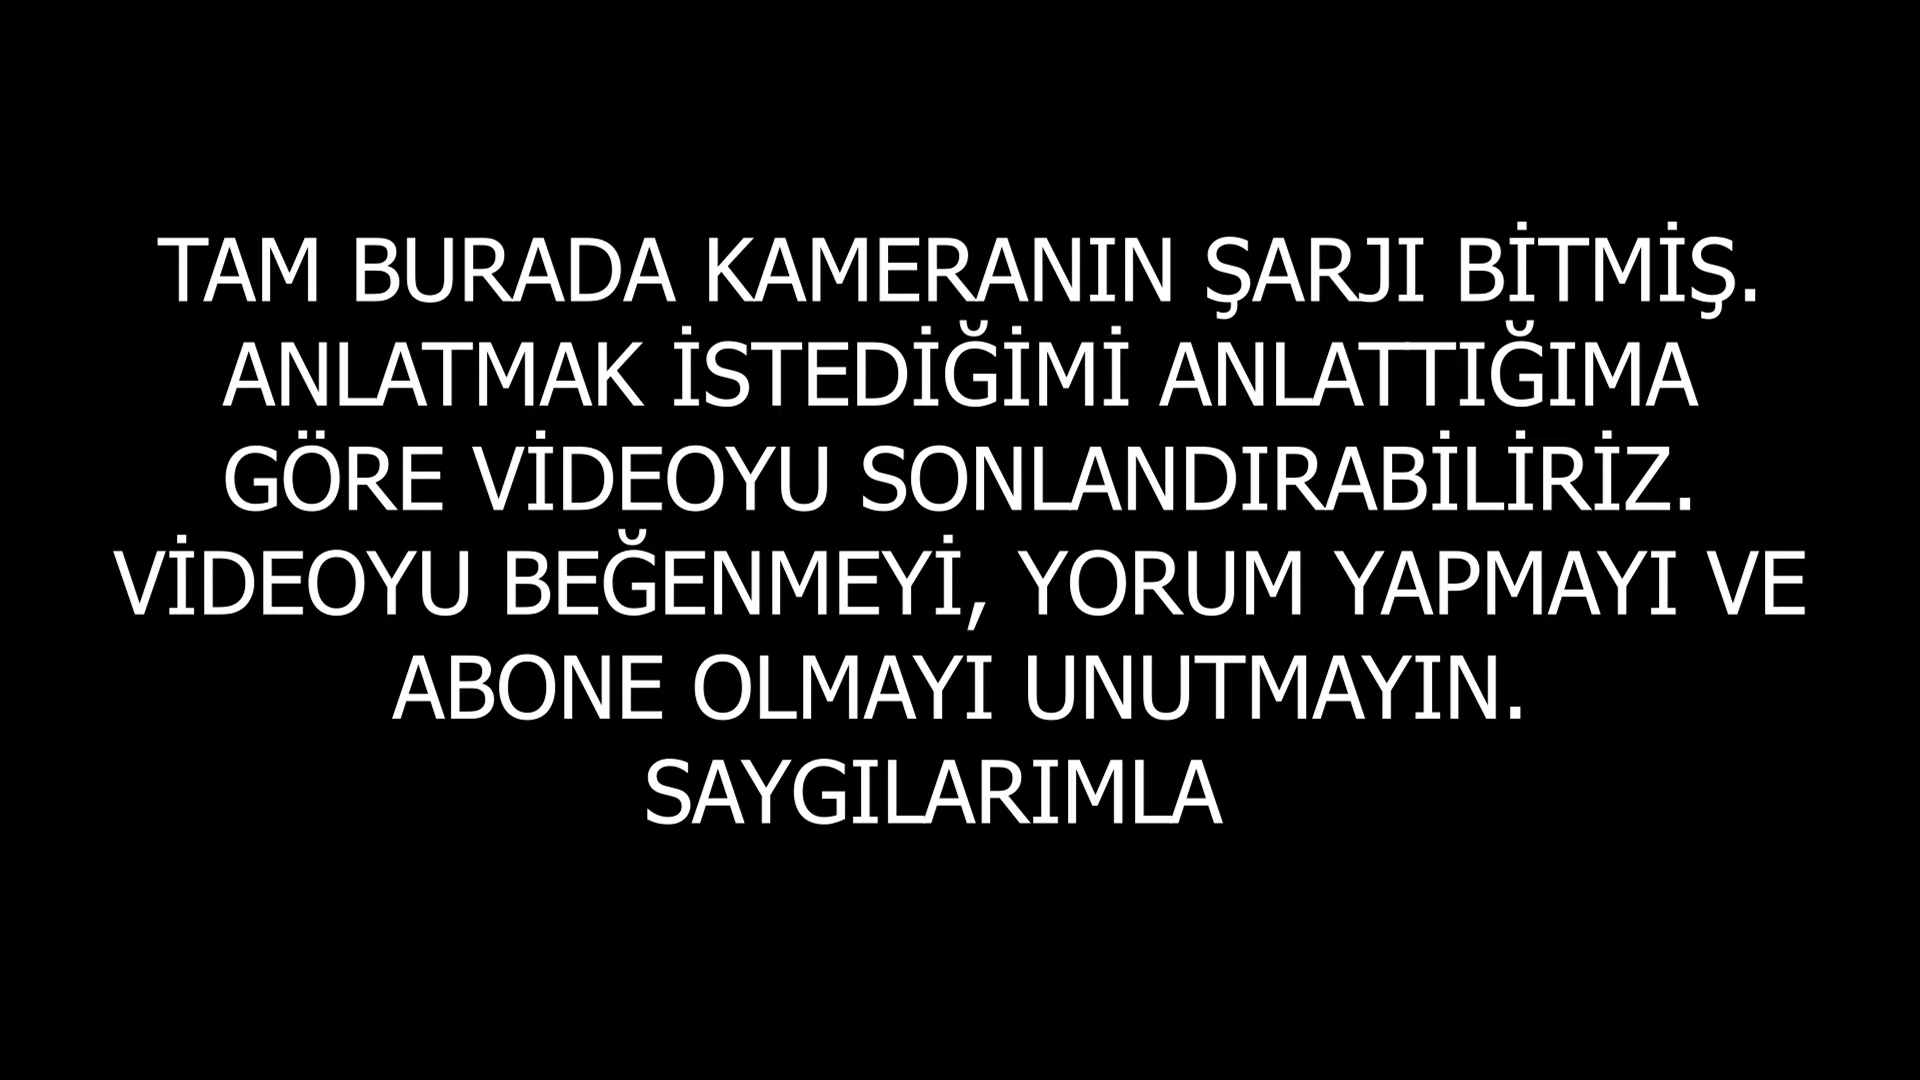 TAM BURADA KAMERANIN ŞARJI BİTMİŞ.
ANLATMAK İSTEDİĞİMİ ANLATTIĞIMA
GÖRE VİDEOYU SONLANDIRABİLİRİZ.
VİDEOYU BEĞENMEYİ, YORUM YAPMAYI VE
ABONE OLMAYI UNUTMAYIN.
SAYGILARIMLA